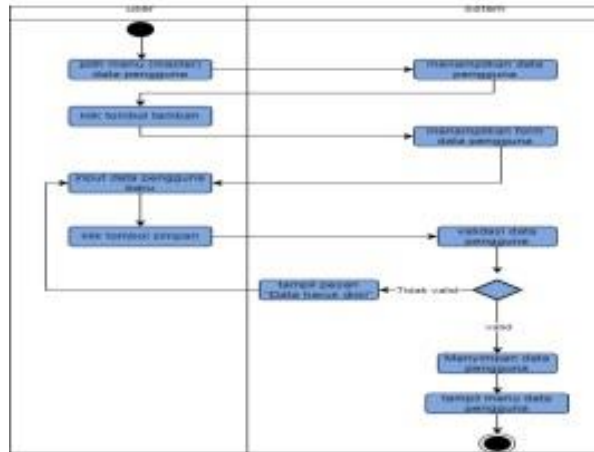 user
sistem
pilih menu (master)
data pengguna
menampilkan data
pengguna
klik tombol tambah
menampilkan form
data pengguna
input data pengguna
baru
klik tombol simpan
validasi data
pengguna
tampil pesan
"Data harus diisi"
Tidak valid
valid
Menyimpan data
pengguna
tampil menu data
pengguna